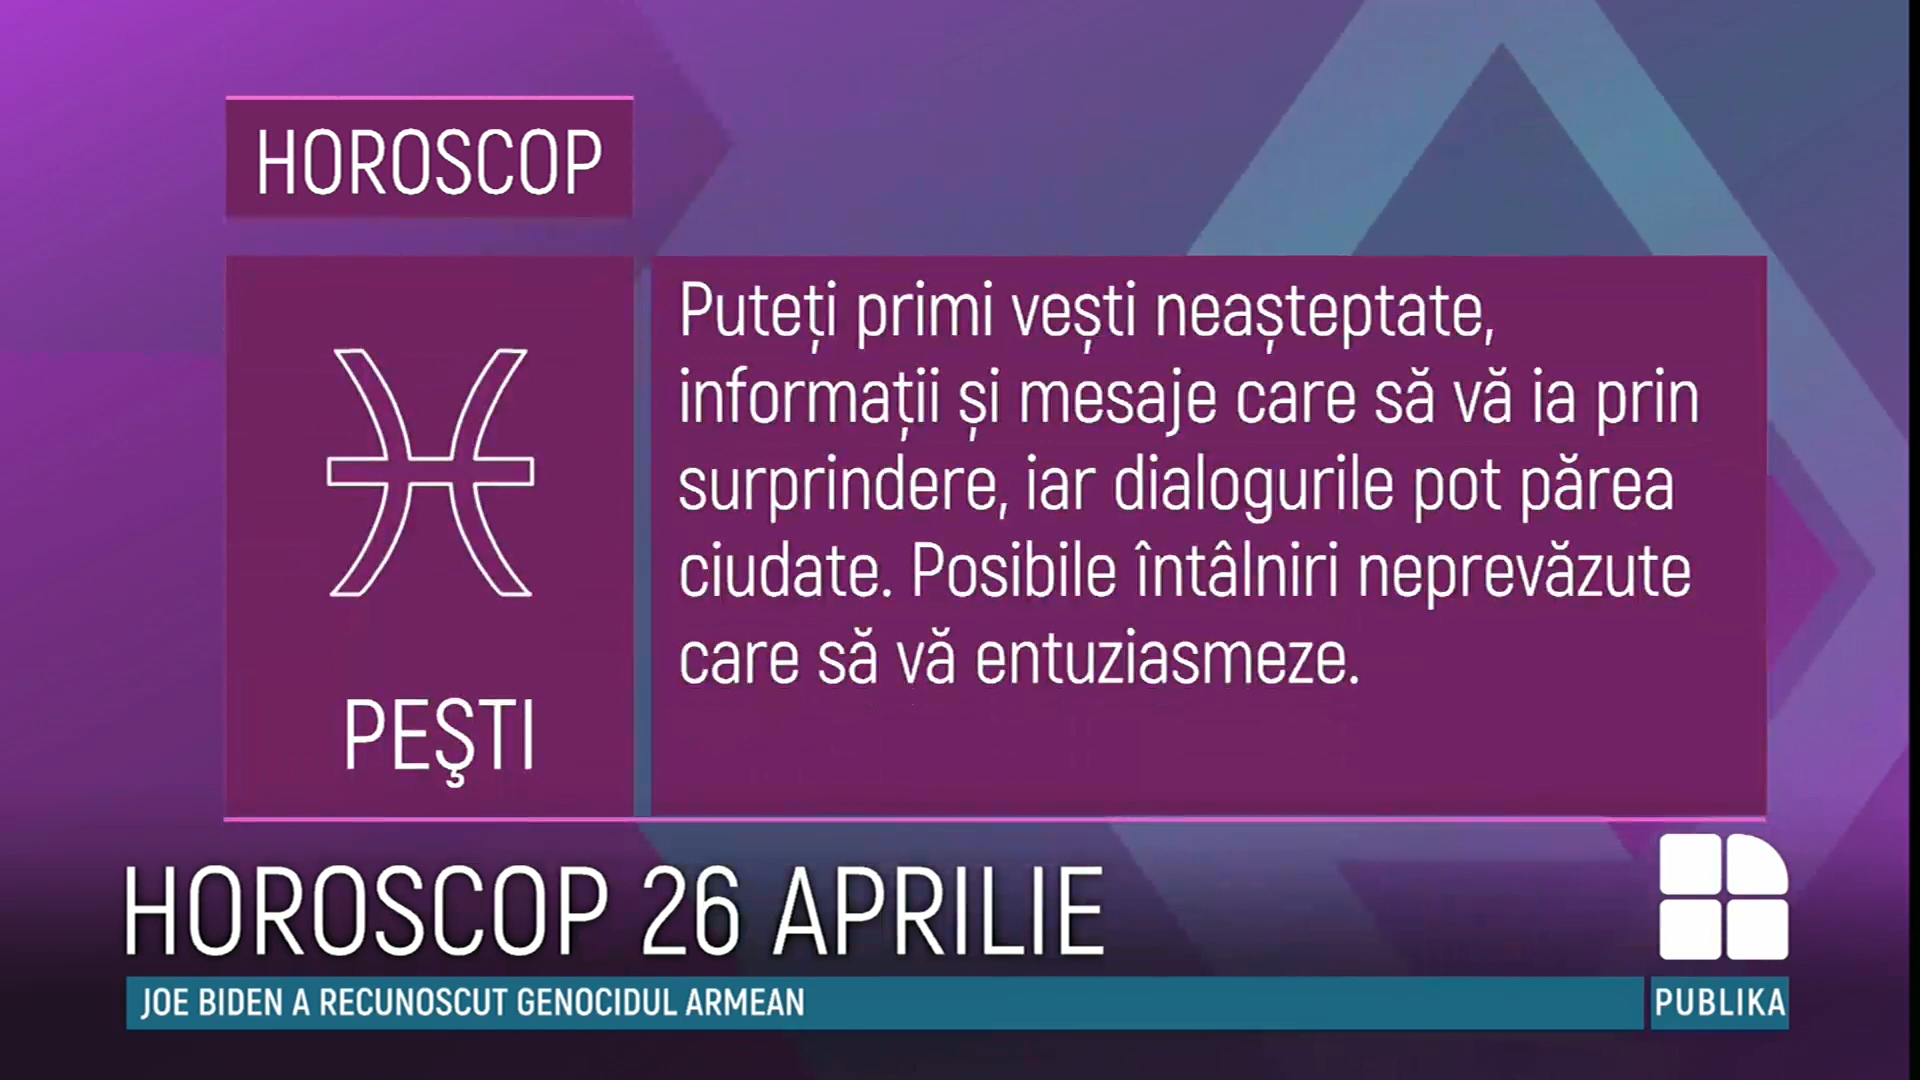 HOROSCOP
Puteți primi vești neașteptate,
informații și mesaje care să vă ia prin
surprindere, iar dialogurile pot părea
ciudate. Posibile întâlniri neprevăzute
care să vă entuziasmeze.
PEŞTI
HOROSCOP 26 APRILIE
JOE BIDEN A RECUNOSCUT GENOCIDUL ARMEAN
PUBLIKA